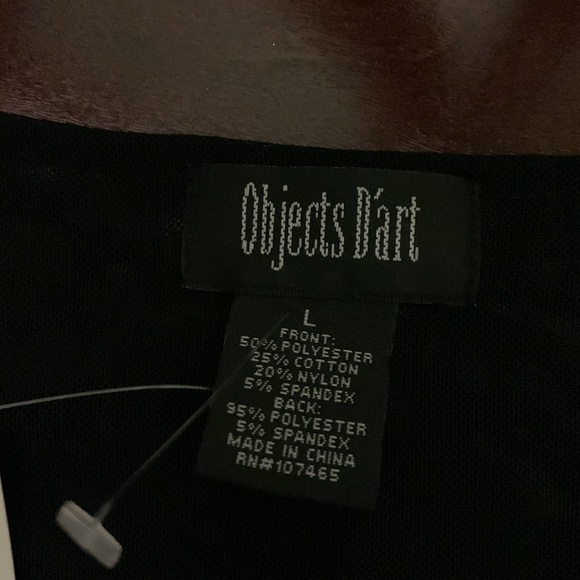 Objects D'art
L
FRONT:
50% POLYESTER
25% COTTON
20% NYLON
5% SPANDEX
BACK:
95% POLYESTER
5% SPANDEX
MADE IN CHINA
RN#107465